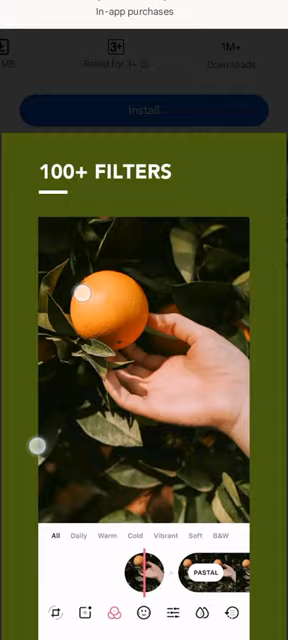 In-app purchases
MB
3+
1M+
Rated for 3+
Downloads
Install
100+ FILTERS
All Daily Warm Cold Vibrant Soft B&W
PASTAL